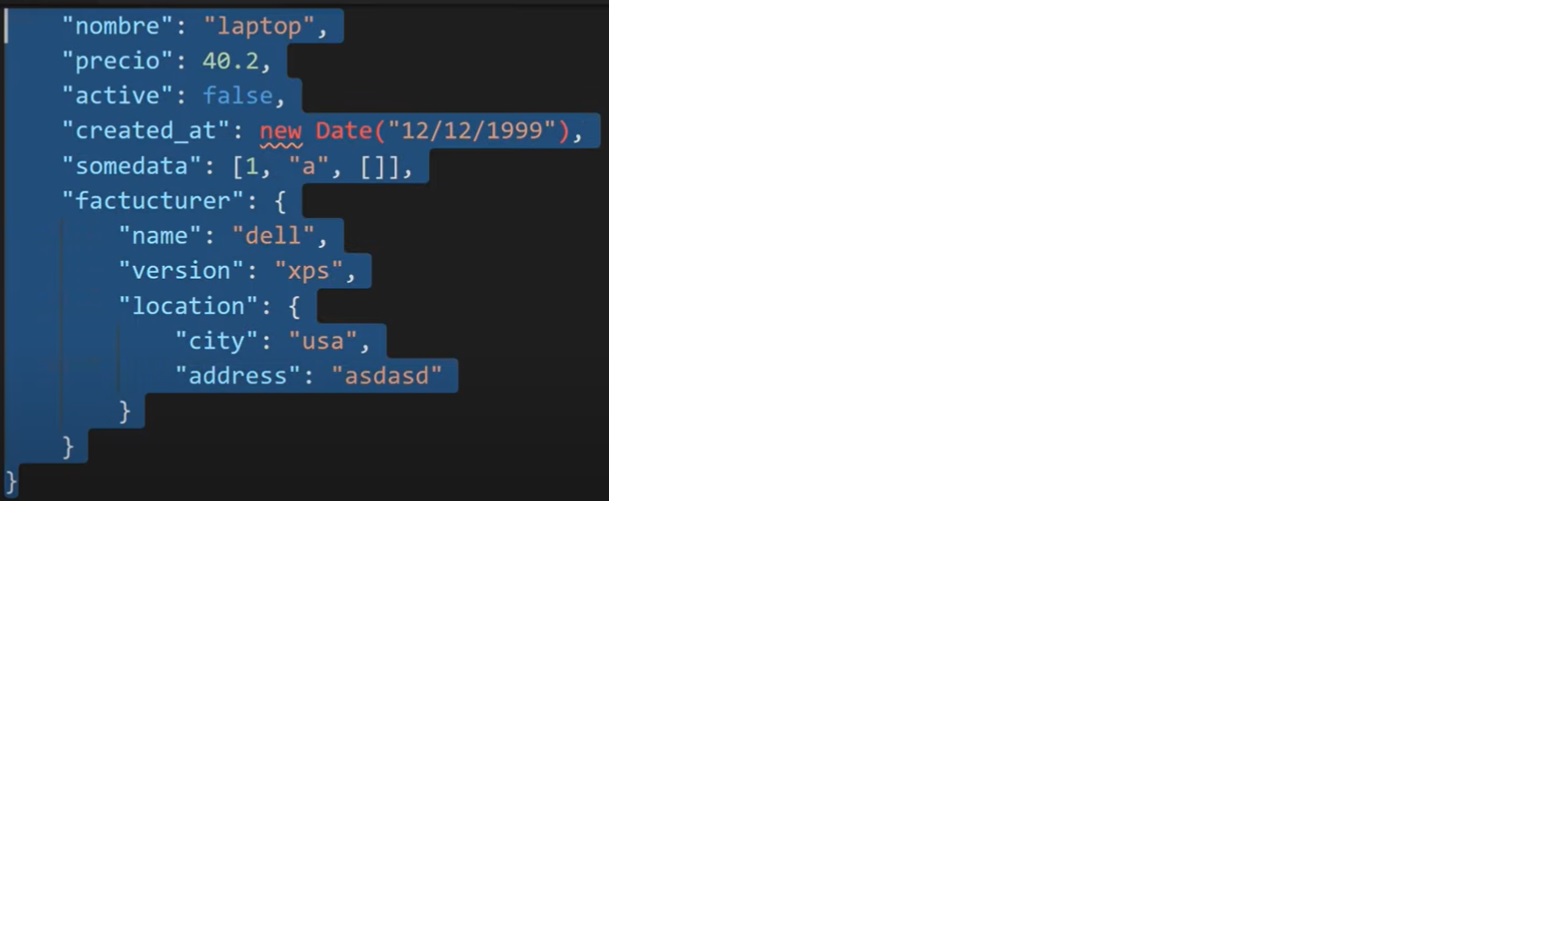 "nombre": "laptop",
"precio": 40.2,
"active": false,
"created_at": new Date("12/12/1999"),
"somedata": [1, "a", []],
"factucturer": {
"name": "dell",
"version": "xps",
"location": {
"city": "usa",
"address": "asdasd"
}
}
}